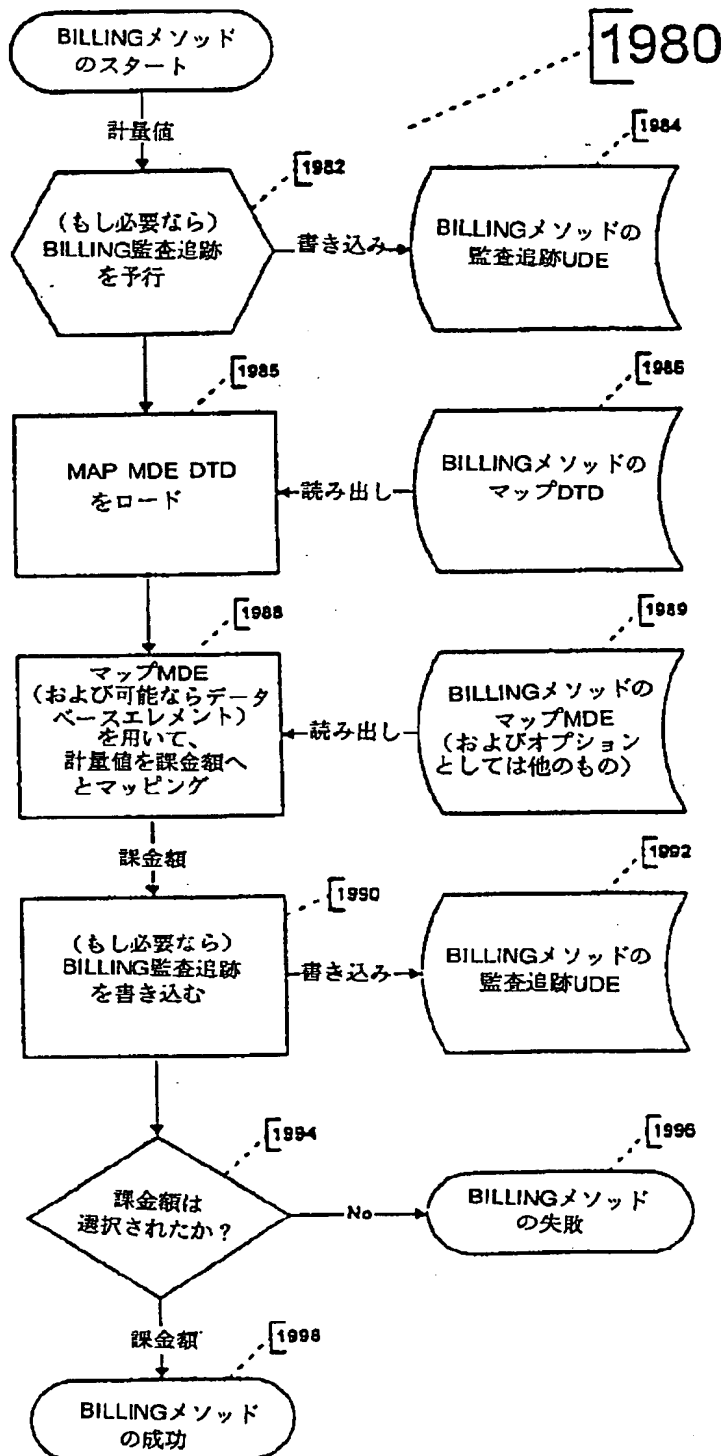 BILLINGメソッド
のスタート
1980
計量値
1982
1984
（もし必要なら）
BILLING監査追跡
を予行
書き込み
BILLINGメソッドの
監査追跡UDE
1985
1986
MAP MDE DTD
をロード
読み出し
BILLINGメソッドの
マップDTD
1988
1989
マップMDE
（および可能ならデータ
ベースエレメント）
を用いて、
計量値を課金額へ
とマッピング
読み出し
BILLINGメソッドの
マップMDE
（およびオプション
としては他のもの）
課金額
1990
1992
（もし必要なら）
BILLING監査追跡
を書き込む
書き込み
BILLINGメソッドの
監査追跡UDE
1994
1996
課金額は
選択されたか？
No
BILLINGメソッド
の失敗
課金額
1998
BILLINGメソッド
の成功